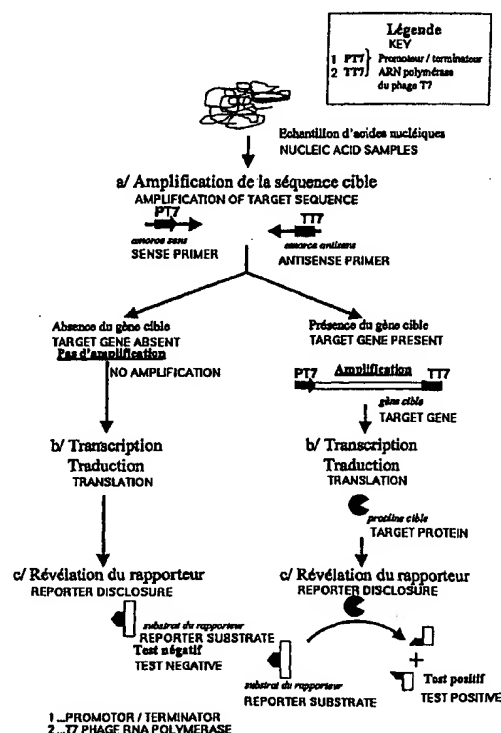 Légende
KEY
1 PT7 } Promoteur / terminateur
2 TT7 } ARN polymérase
du phage T7
Echantillon d'acides nucléiques
NUCLEIC ACID SAMPLES
a/ Amplification de la séquence cible
AMPLIFICATION OF TARGET SEQUENCE
PT7
TT7
amorce sens
SENSE PRIMER
amorce antisens
ANTISENSE PRIMER
Absence du gène cible
TARGET GENE ABSENT
Pas d'amplification
NO AMPLIFICATION
Présence du gène cible
TARGET GENE PRESENT
PT7 Amplification TT7
gène cible
TARGET GENE
b/ Transcription
Traduction
TRANSLATION
b/ Transcription
Traduction
TRANSLATION
protéine cible
TARGET PROTEIN
c/ Révélation du rapporteur
REPORTER DISCLOSURE
c/ Révélation du rapporteur
REPORTER DISCLOSURE
substrat du rapporteur
REPORTER SUBSTRATE
Test négatif
TEST NEGATIVE
substrat du rapporteur
REPORTER SUBSTRATE
+
Test positif
TEST POSITIVE
1 ...PROMOTOR / TERMINATOR
2 ...T7 PHAGE RNA POLYMERASE